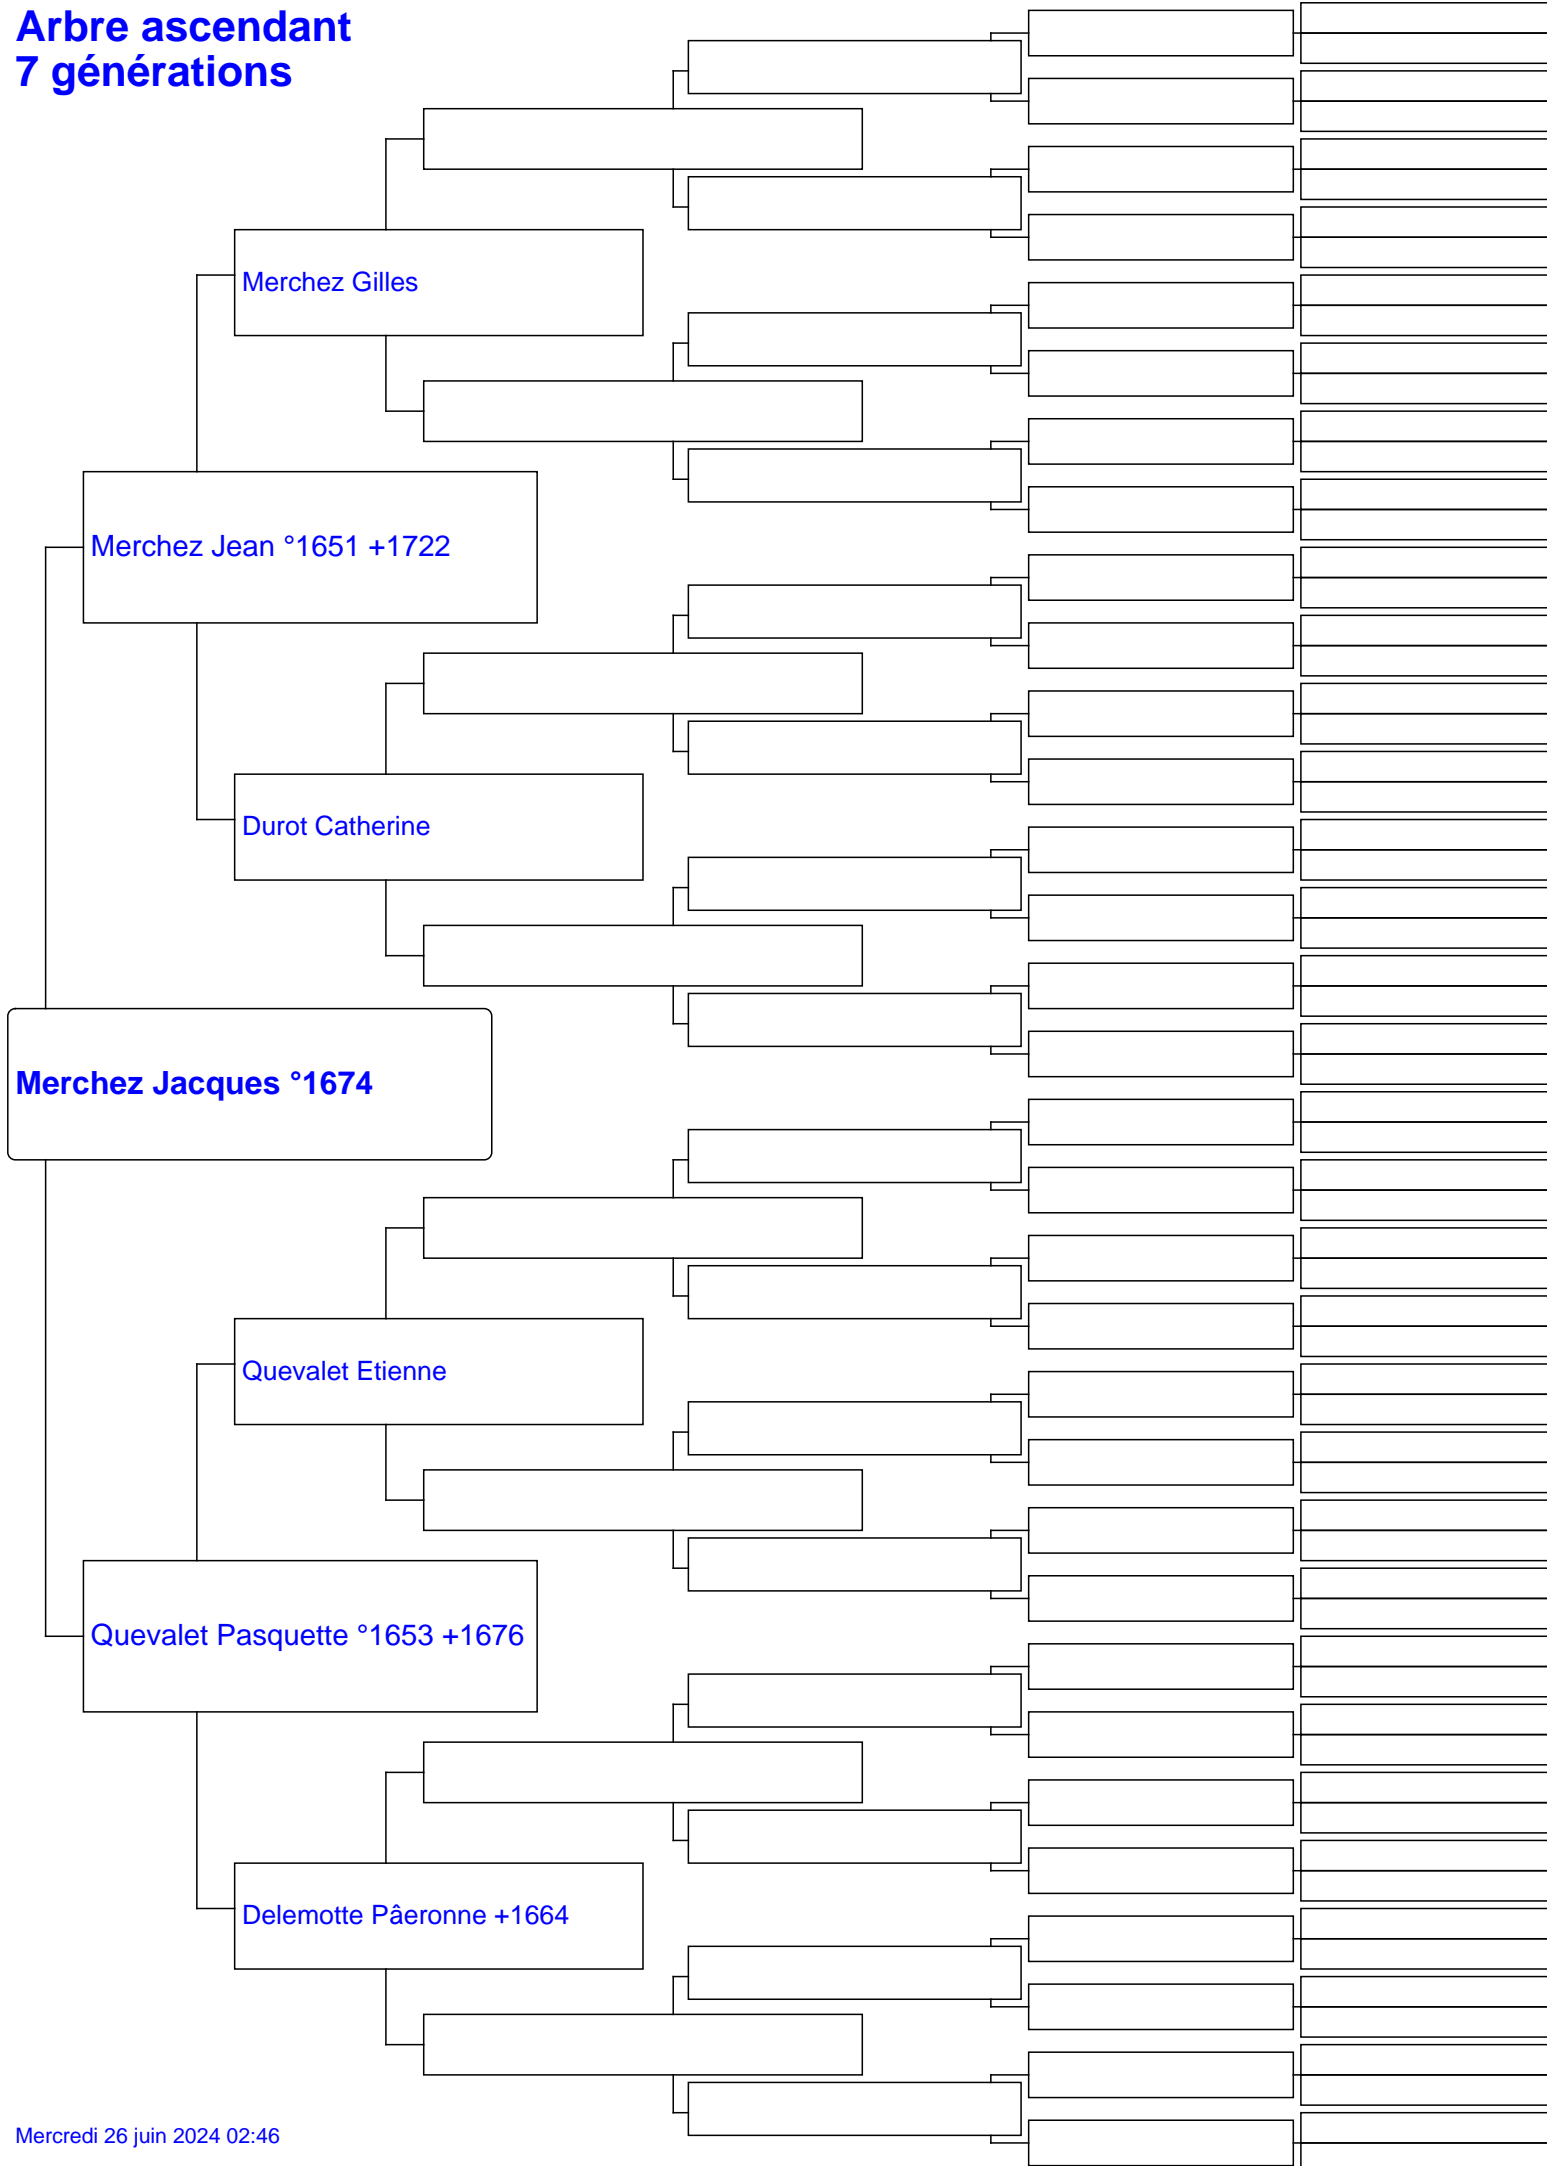 Arbre ascendant
7 générations
Merchez Gilles
Merchez Jean °1651 +1722
Durot Catherine
Merchez Jacques °1674
Quevalet Etienne
Quevalet Pasquette °1653 +1676
Delemotte Pâeronne +1664
Mercredi 26 juin 2024 02:46